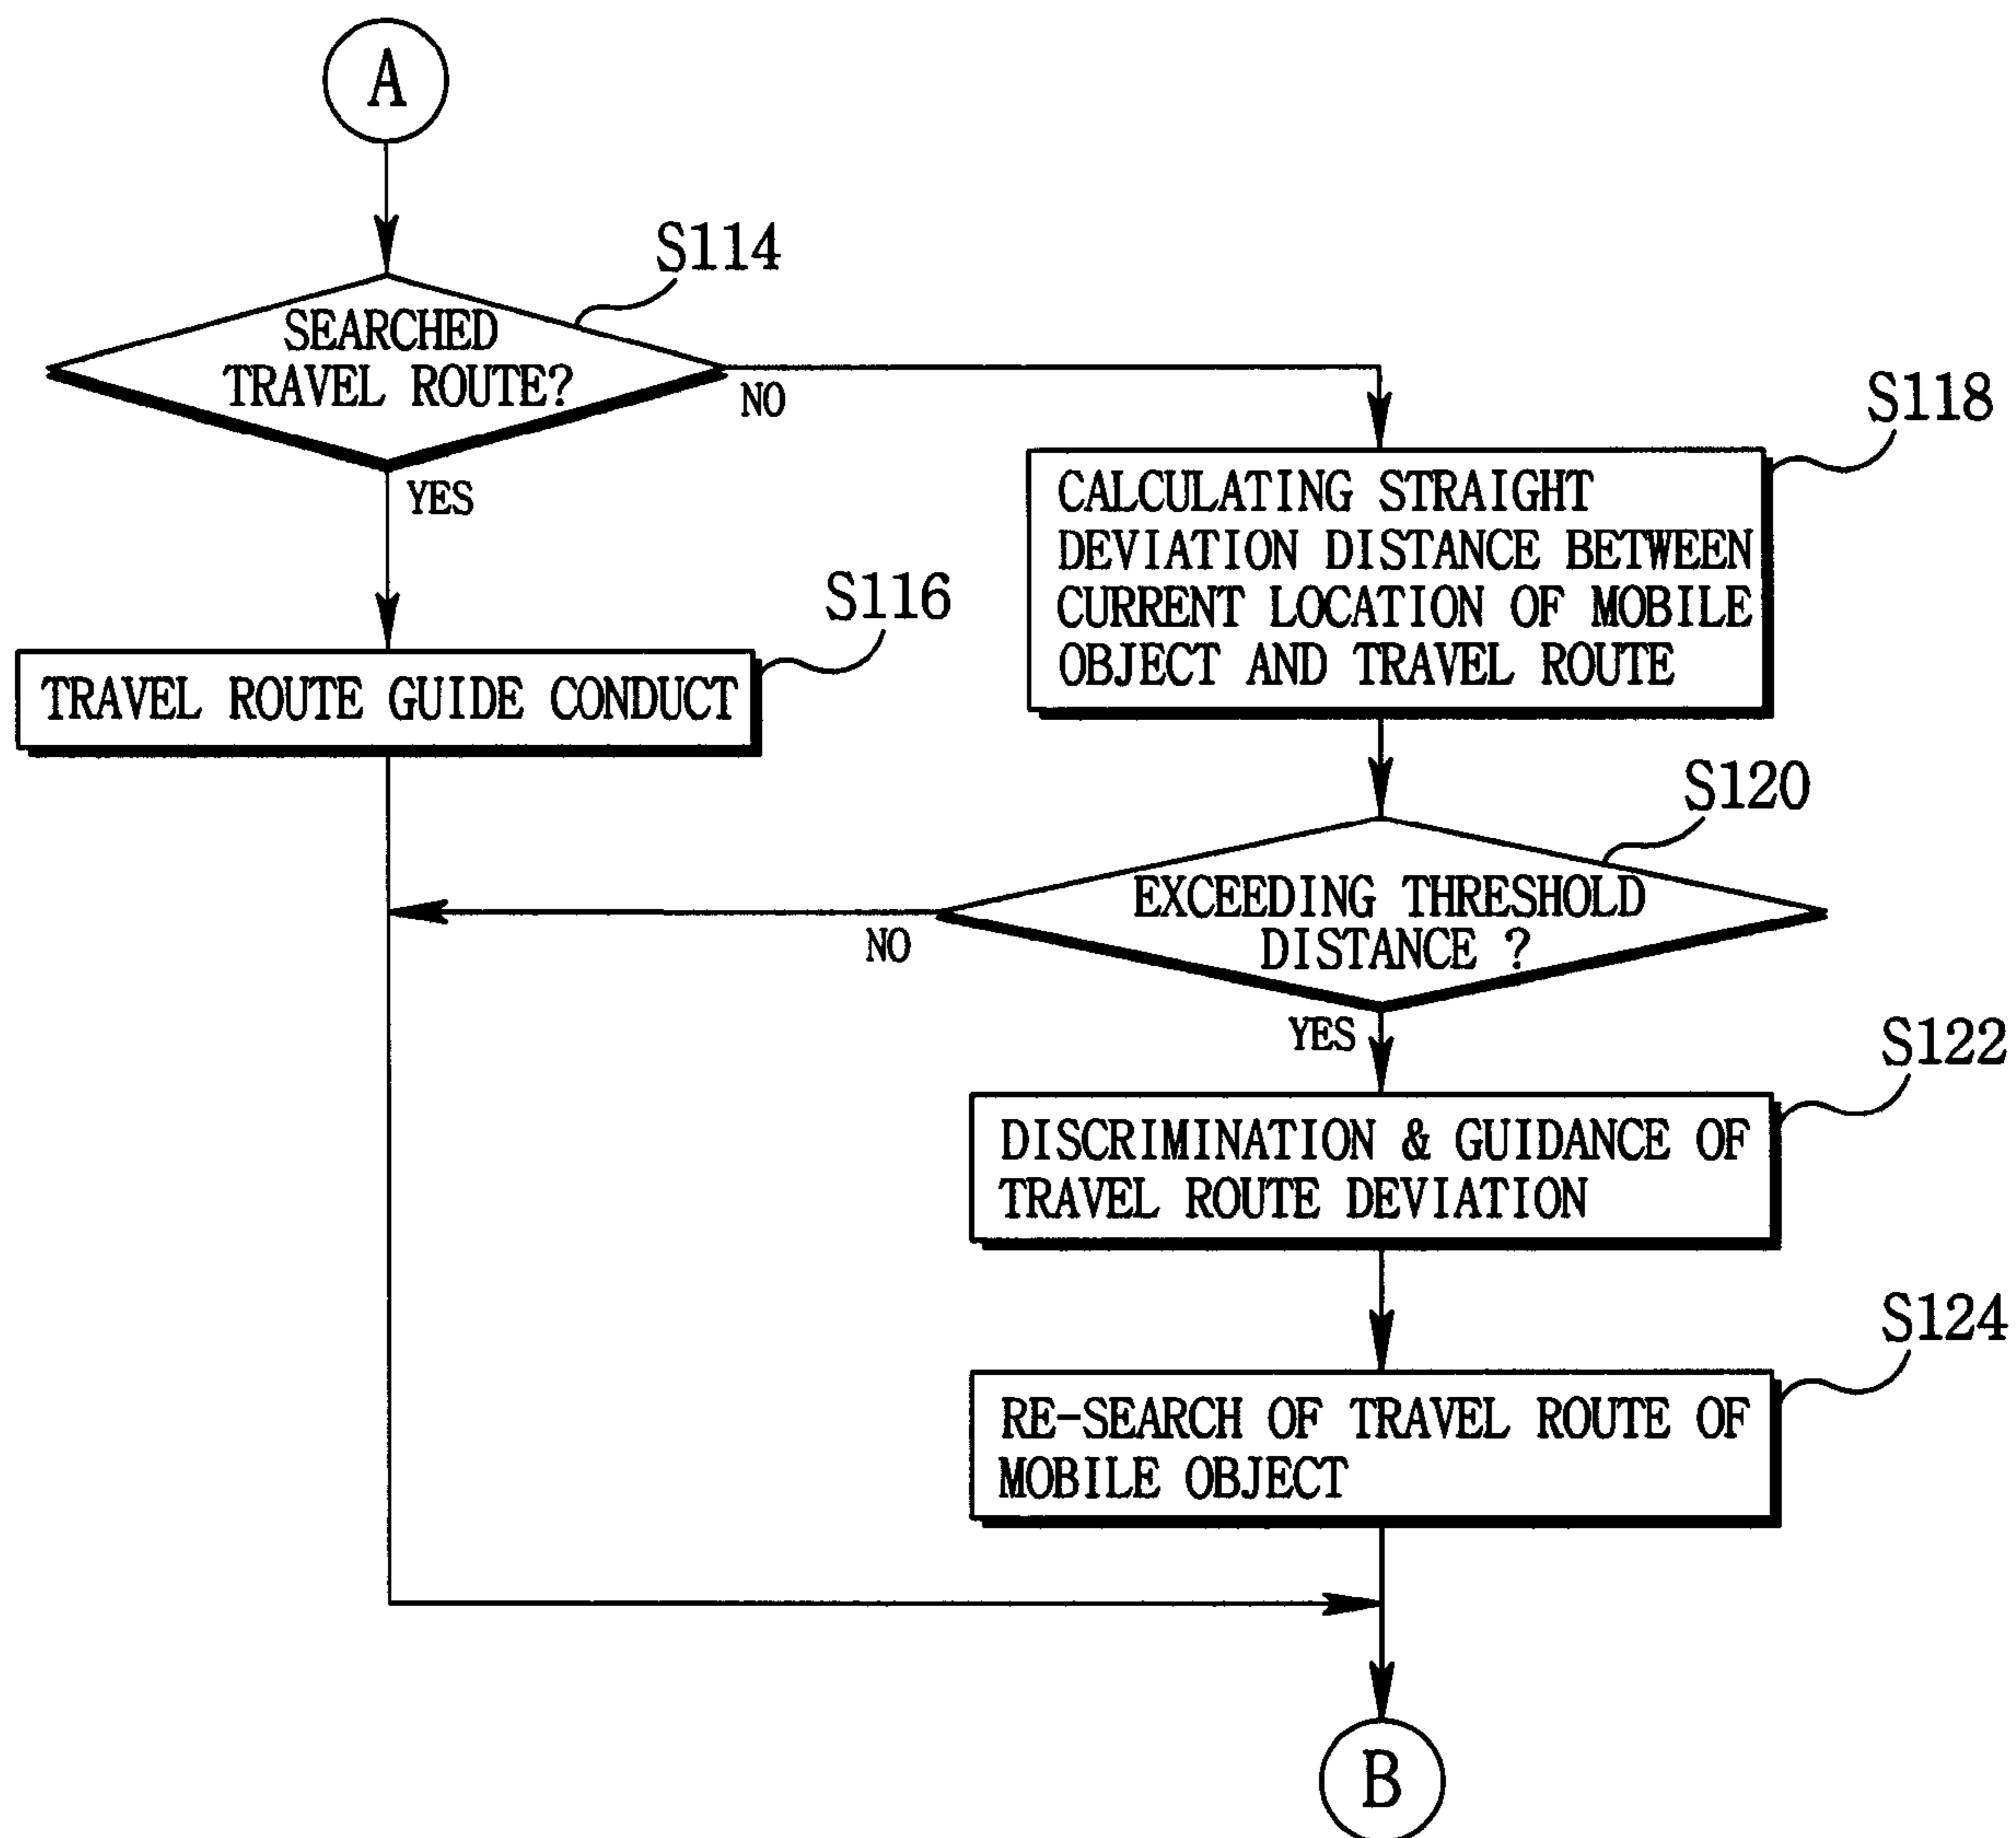 A
S114
SEARCHED
TRAVEL ROUTE?
NO
YES
S118
CALCULATING STRAIGHT
DEVIATION DISTANCE BETWEEN
CURRENT LOCATION OF MOBILE
OBJECT AND TRAVEL ROUTE
S116
TRAVEL ROUTE GUIDE CONDUCT
S120
EXCEEDING THRESHOLD
DISTANCE ?
NO
YES
S122
DISCRIMINATION & GUIDANCE OF
TRAVEL ROUTE DEVIATION
S124
RE-SEARCH OF TRAVEL ROUTE OF
MOBILE OBJECT
B